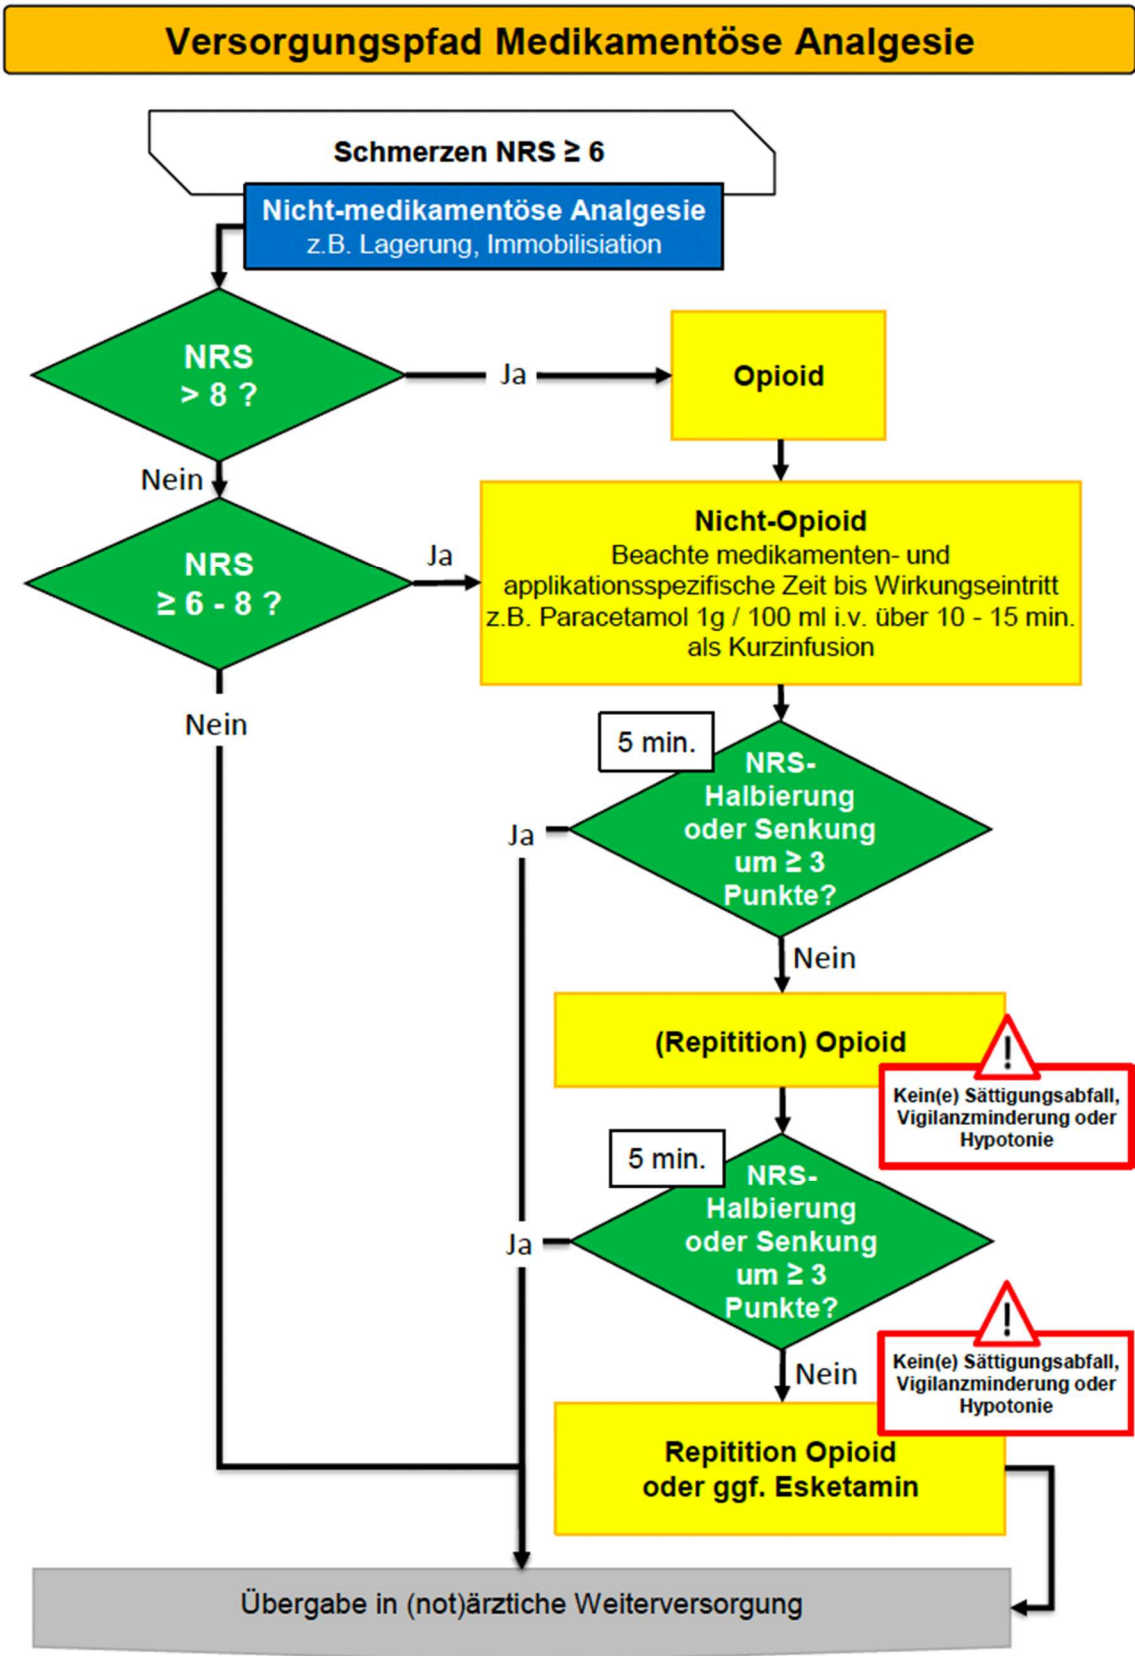 Versorgungspfad Medikamentöse Analgesie
Schmerzen NRS ≥ 6
Nicht-medikamentöse Analgesie
z.B. Lagerung, Immobilisiation
NRS
> 8 ?
Ja
Opioid
Nein
NRS
≥ 6 - 8 ?
Ja
Nicht-Opioid
Beachte medikamenten- und
applikationsspezifische Zeit bis Wirkungseintritt
z.B. Paracetamol 1g / 100 ml i.v. über 10 - 15 min.
als Kurzinfusion
Nein
5 min.
NRS-
Halbierung
oder Senkung
um ≥ 3
Punkte?
Ja
Nein
(Repitition) Opioid
!
Kein(e) Sättigungsabfall,
Vigilanzminderung oder
Hypotonie
5 min.
NRS-
Halbierung
oder Senkung
um ≥ 3
Punkte?
Ja
Nein
!
Kein(e) Sättigungsabfall,
Vigilanzminderung oder
Hypotonie
Repitition Opioid
oder ggf. Esketamin
Übergabe in (not)ärztliche Weiterversorgung